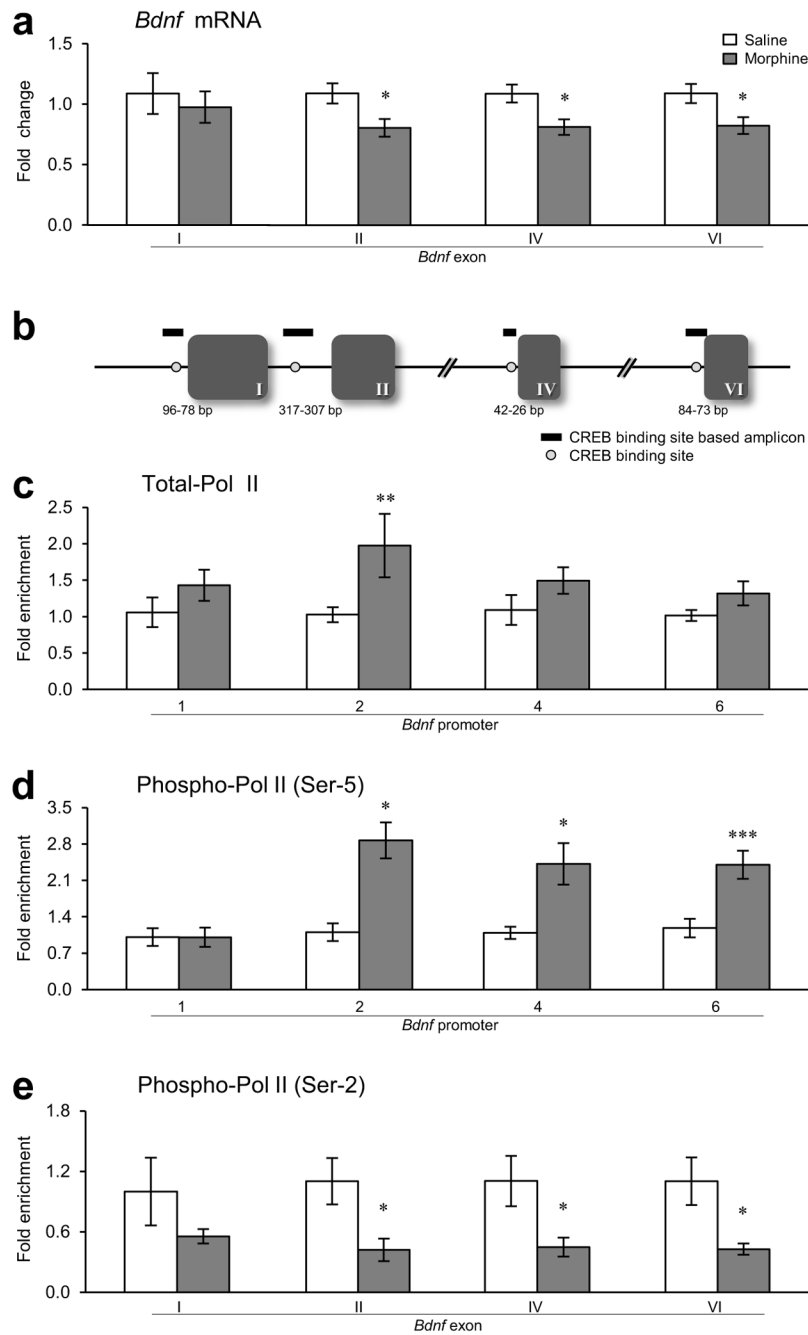 a
Bdnf mRNA
Saline
Morphine
Fold change
1.5
1.0
0.5
0.0
* * *
I II IV VI
Bdnf exon
b
I II IV VI
96-78 bp 317-307 bp 42-26 bp 84-73 bp
CREB binding site based amplicon
CREB binding site
c
Total-Pol II
Fold enrichment
2.5
2.0
1.5
1.0
0.5
0.0
**
1 2 4 6
Bdnf promoter
d
Phospho-Pol II (Ser-5)
Fold enrichment
3.5
2.8
2.1
1.4
0.7
0.0
* * ***
1 2 4 6
Bdnf promoter
e
Phospho-Pol II (Ser-2)
Fold enrichment
1.8
1.2
0.6
0.0
* * *
I II IV VI
Bdnf exon